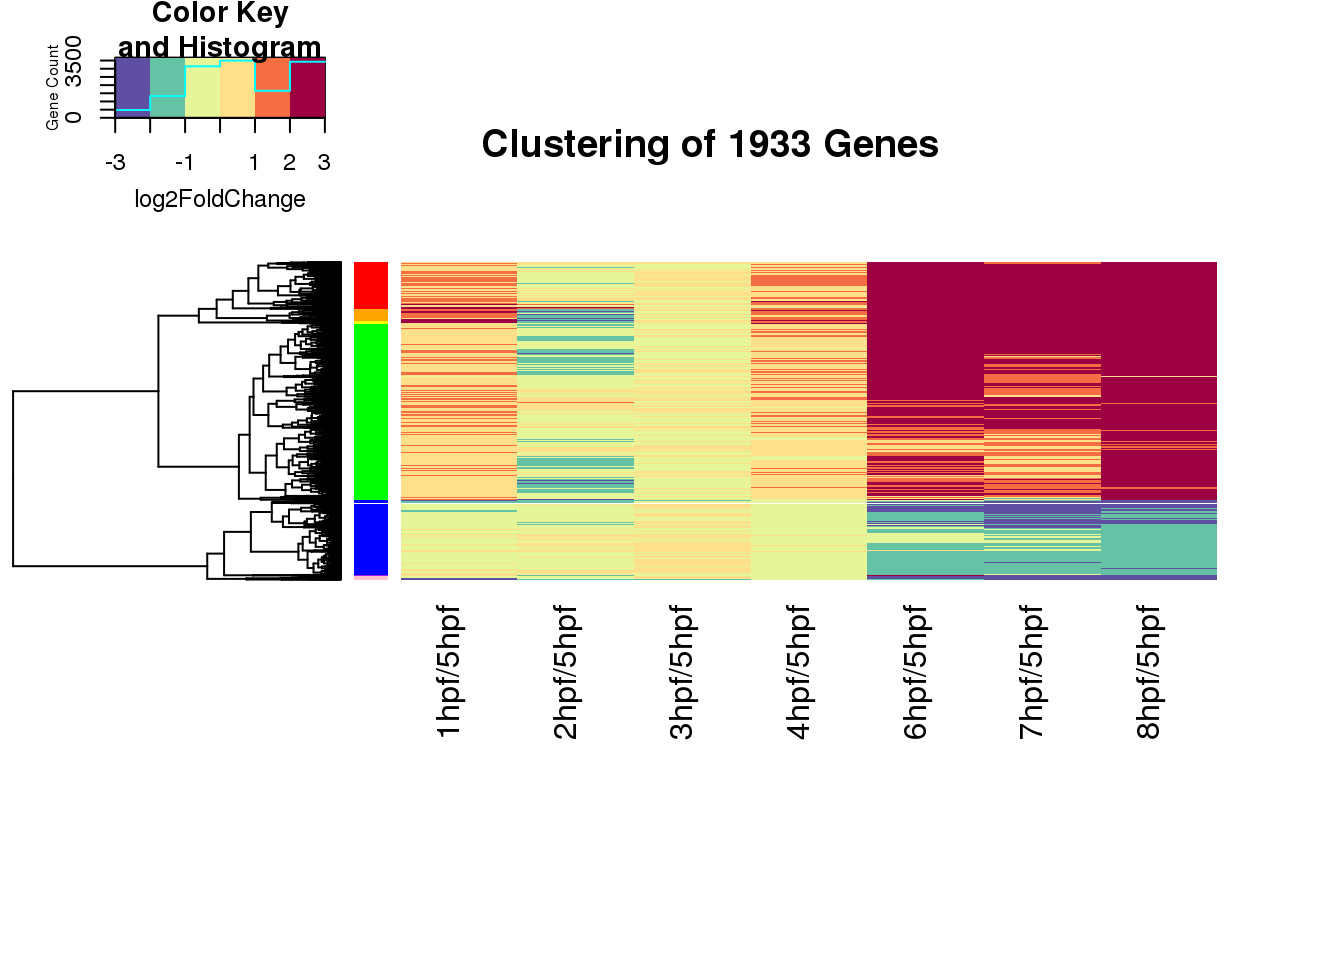 Color Key
and Histogram
Gene Count
0 3500
-3 -1 1 2 3
log2FoldChange
Clustering of 1933 Genes
1hpf/5hpf
2hpf/5hpf
3hpf/5hpf
4hpf/5hpf
6hpf/5hpf
7hpf/5hpf
8hpf/5hpf